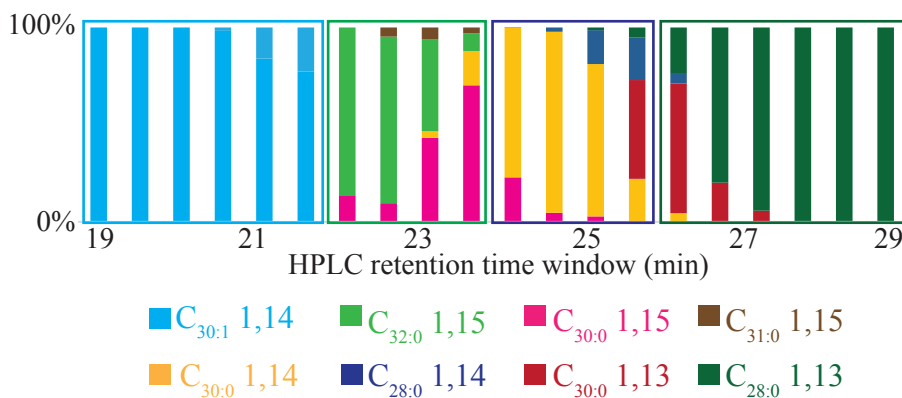 100%
0%
19 21 23 25 27 29
HPLC retention time window (min)
C30:1 1,14 C32:0 1,15 C30:0 1,15 C31:0 1,15
C30:0 1,14 C28:0 1,14 C30:0 1,13 C28:0 1,13